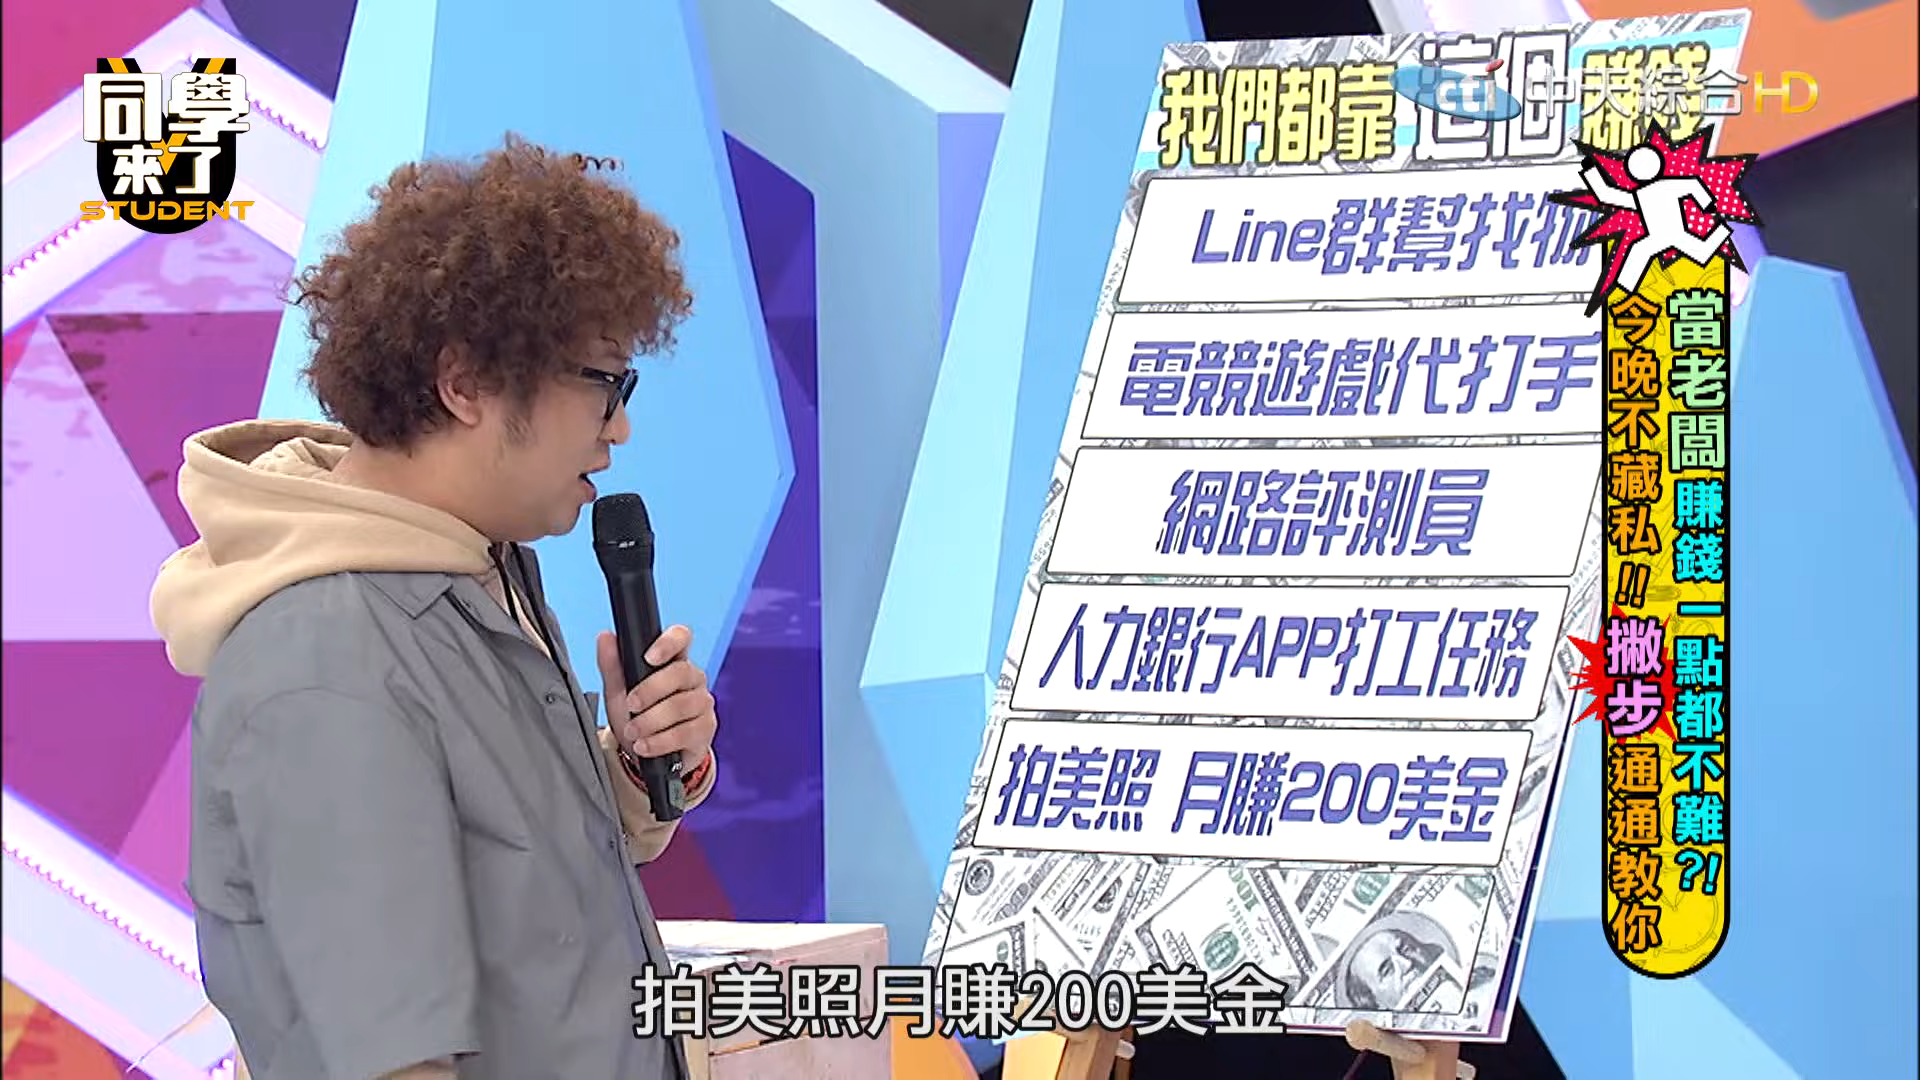 同學
來了
STUDENT
我們都靠 這個 賺錢
cti 中天綜合HD
Line群幫找物
電競遊戲代打手
網路評測員
人力銀行APP打工任務
拍美照 月賺200美金
當老闆賺錢一點都不難?!
今晚不藏私!!撇步通通教你
拍美照月賺200美金